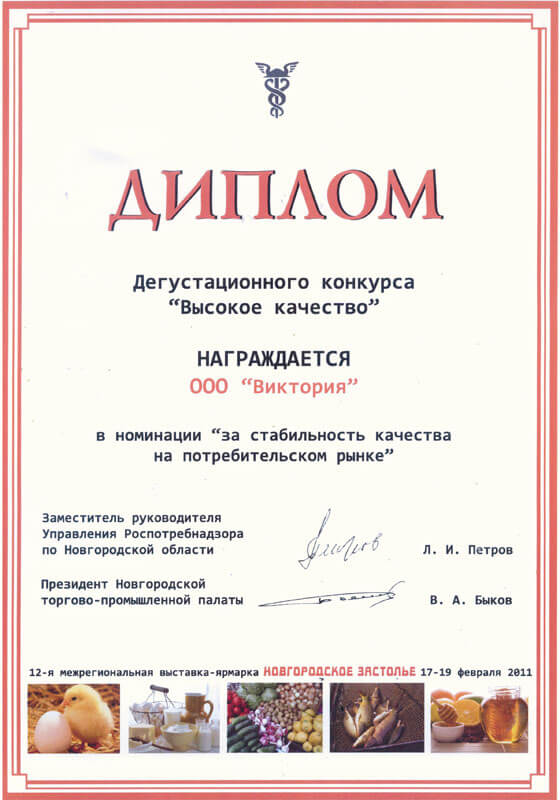 ДИПЛОМ
Дегустационного конкурса
“Высокое качество”
НАГРАЖДАЕТСЯ
ООО “Виктория”
в номинации “за стабильность качества
на потребительском рынке”
Заместитель руководителя
Управления Роспотребнадзора
по Новгородской области
Л. И. Петров
Президент Новгородской
торгово-промышленной палаты
В. А. Быков
12-я межрегиональная выставка-ярмарка НОВГОРОДСКОЕ ЗАСТОЛЬЕ 17-19 февраля 2011